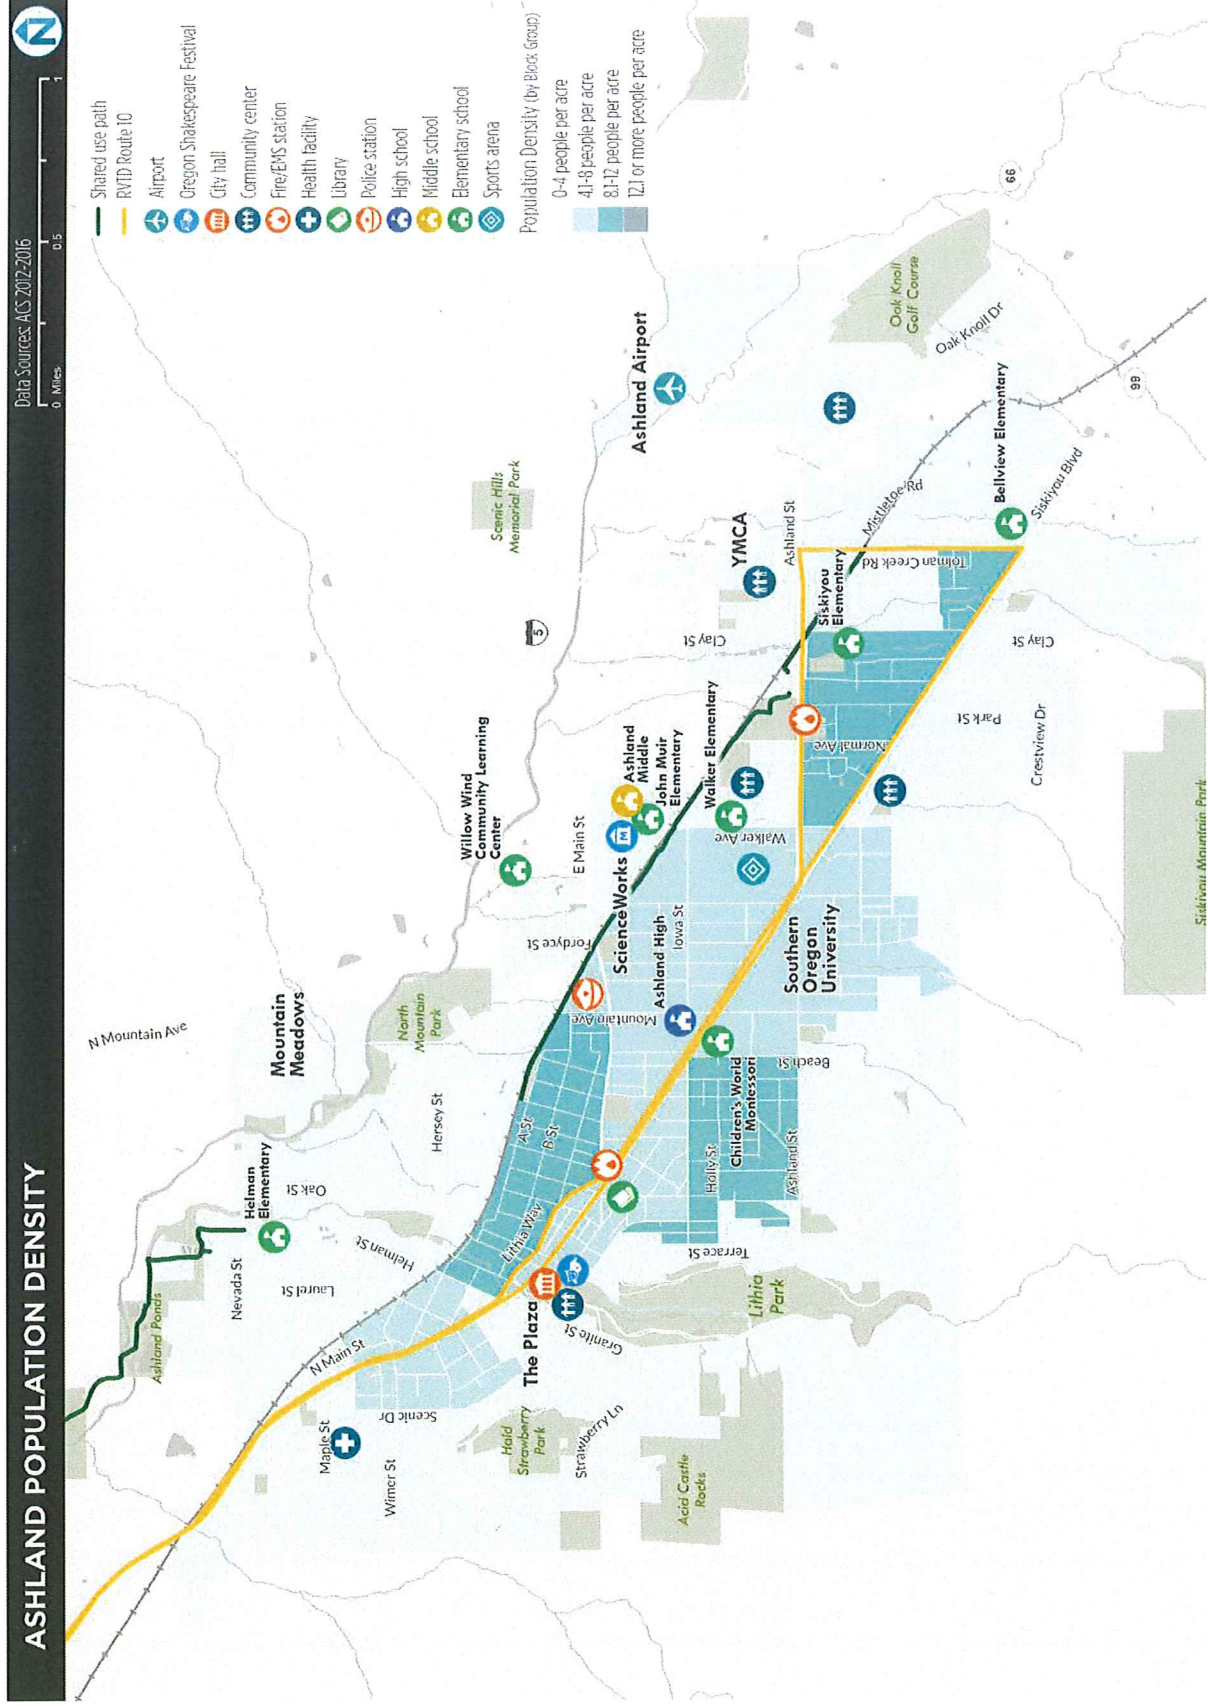 ASHLAND POPULATION DENSITY
Data Sources: ACS 2012-2016
0 Miles
0.5
1
N
Shared use path
RVTD Route 10
Airport
Oregon Shakespeare Festival
City hall
Community center
Fire/EMS station
Health facility
Library
Police station
High school
Middle school
Elementary school
Sports arena
Population Density (by Block Group)
0-4 people per acre
4.1-8 people per acre
8.1-12 people per acre
12.1 or more people per acre
N Mountain Ave
Ashland Ponds
Nevada St
Helman
Elementary
Oak St
Laurel St
Helman St
Mountain
Meadows
North
Mountain
Park
Hersey St
Willow Wind
Community Learning
Center
5
Scenic Hills
Memorial Park
N Main St
Maple St
Wimer St
Scenic Dr
A St
B St
Lithia Way
Fordyce St
E Main St
Ashland
Middle
John Muir
Elementary
ScienceWorks
Mountain Ave
Ashland High
Iowa St
Walker Elementary
Walker Ave
Clay St
YMCA
Ashland Airport
Ashland St
Hald
Strawberry
Park
The Plaza
Granite St
Strawberry Ln
Acid Castle
Rocks
Lithia
Park
Terrace St
Holly St
Children's World
Montessori
Ashland St
Beach St
Southern
Oregon
University
Normal Ave
Siskiyou
Elementary
Tolman Creek Rd
Mistletoe Rd
Oak Knoll
Golf Course
Oak Knoll Dr
66
99
Bellview Elementary
Siskiyou Blvd
Park St
Clay St
Crestview Dr
Siskiyou Mountain Park